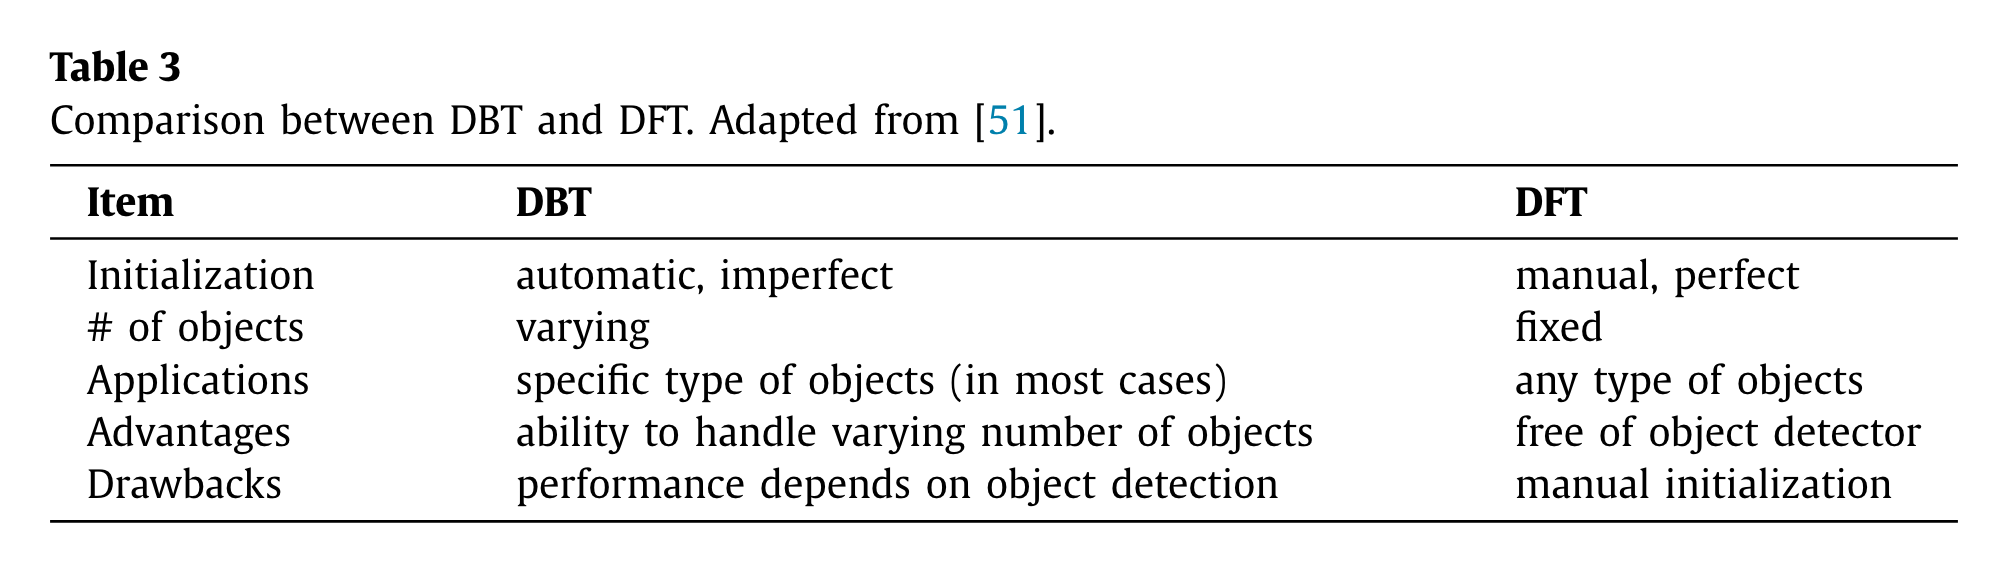 Table 3
Comparison between DBT and DFT. Adapted from [51].
Item DBT DFT
Initialization automatic, imperfect manual, perfect
# of objects varying fixed
Applications specific type of objects (in most cases) any type of objects
Advantages ability to handle varying number of objects free of object detector
Drawbacks performance depends on object detection manual initialization